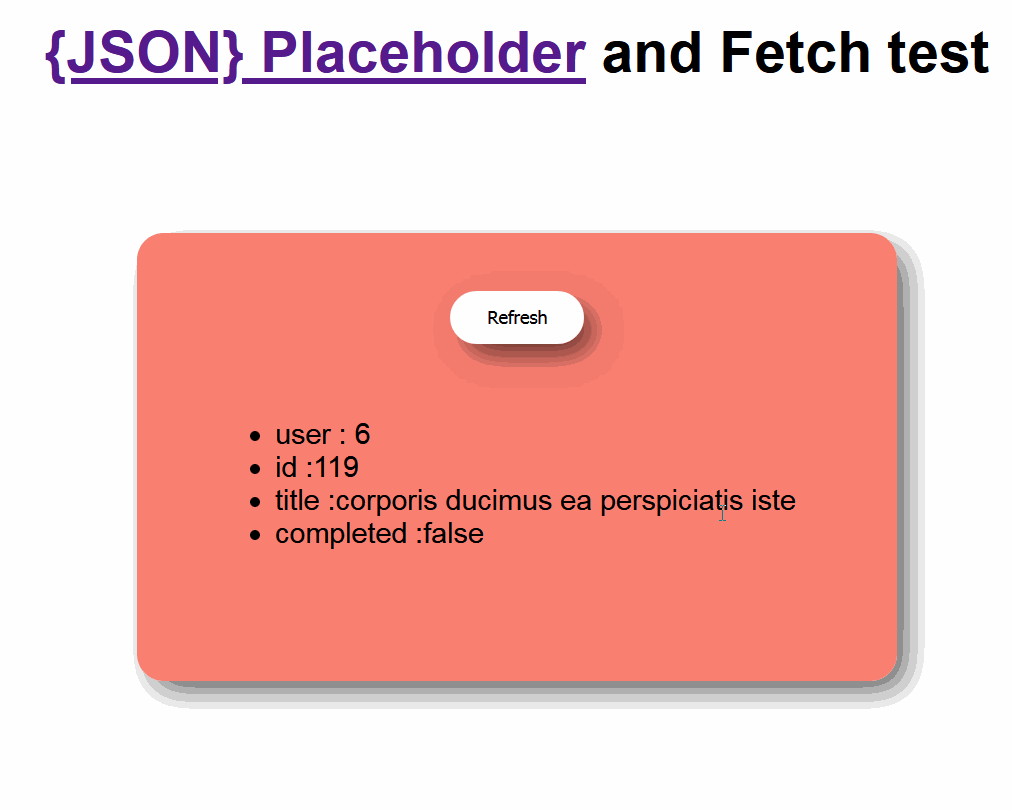 {JSON} Placeholder and Fetch test
Refresh
user : 6
id :119
title :corporis ducimus ea perspiciatis iste
completed :false